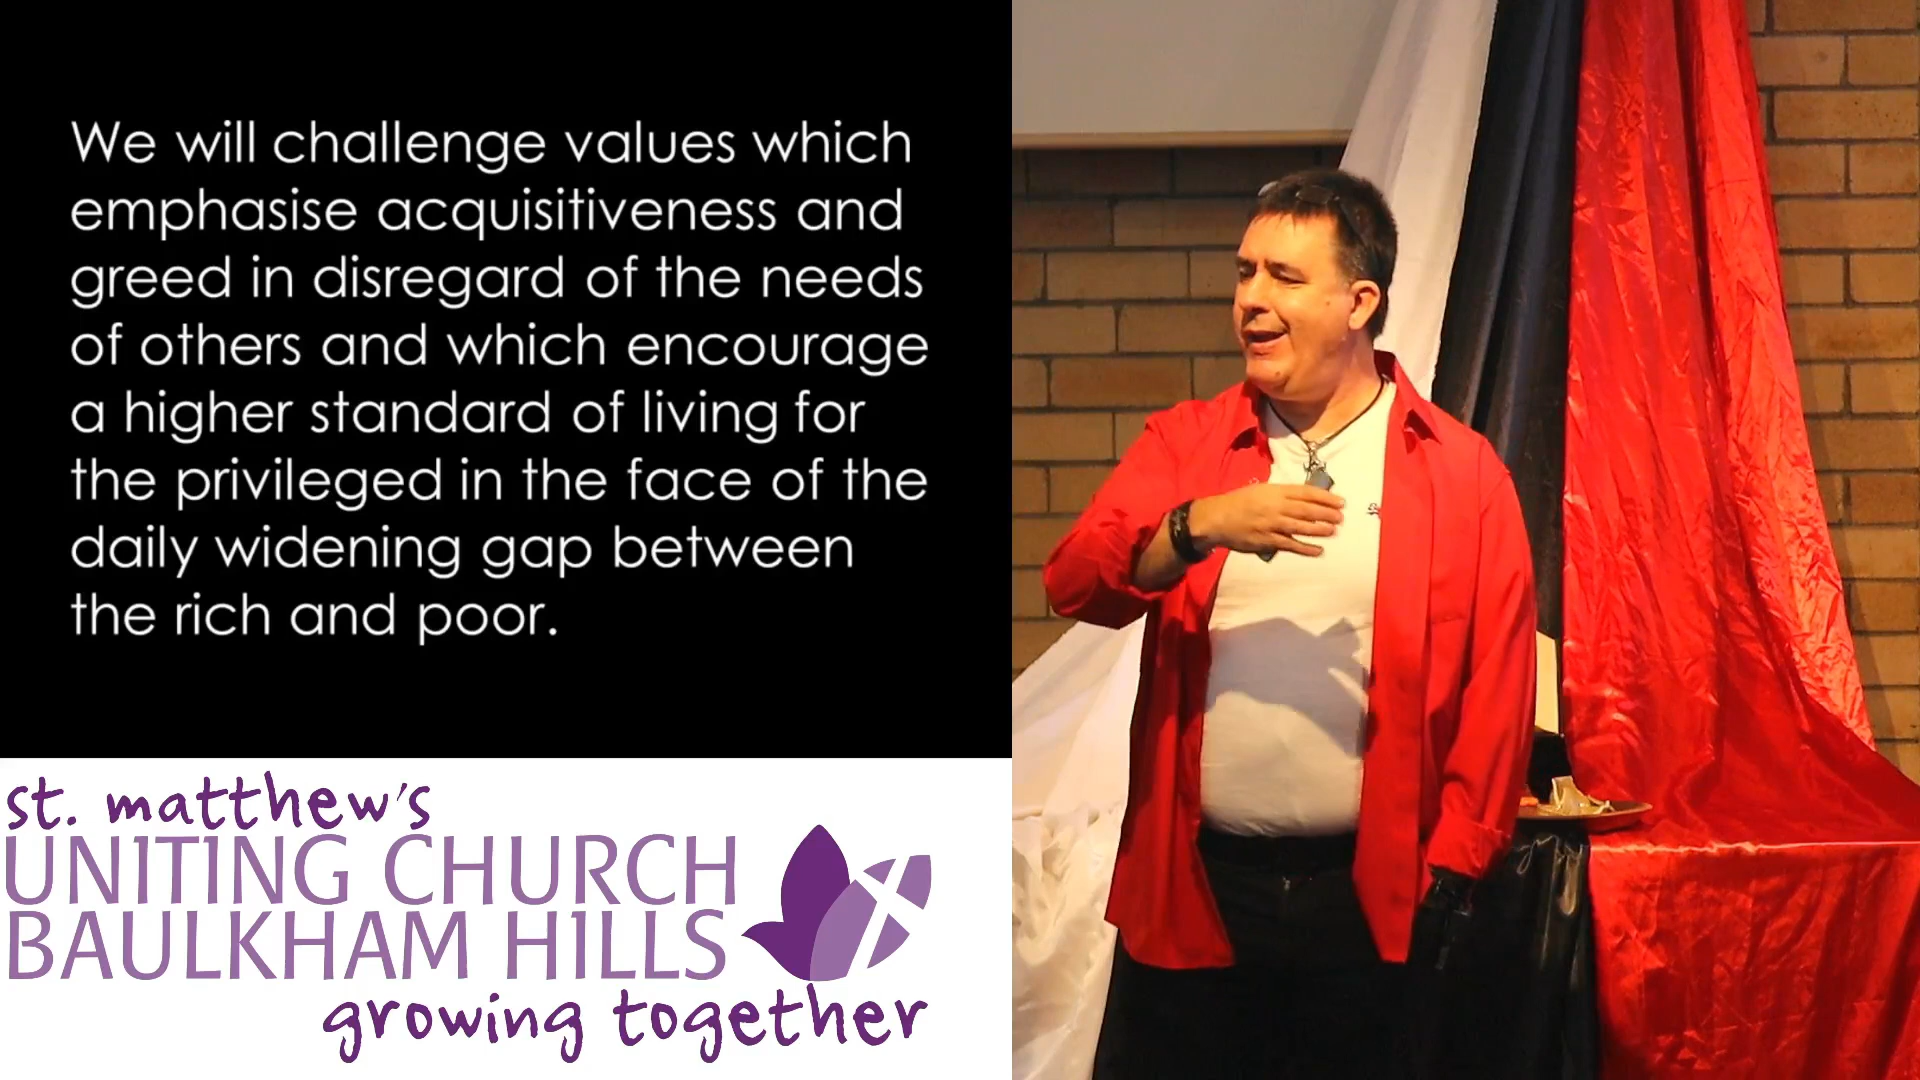 We will challenge values which
emphasise acquisitiveness and
greed in disregard of the needs
of others and which encourage
a higher standard of living for
the privileged in the face of the
daily widening gap between
the rich and poor.
st. matthew's
UNITING CHURCH
BAULKHAM HILLS
growing together